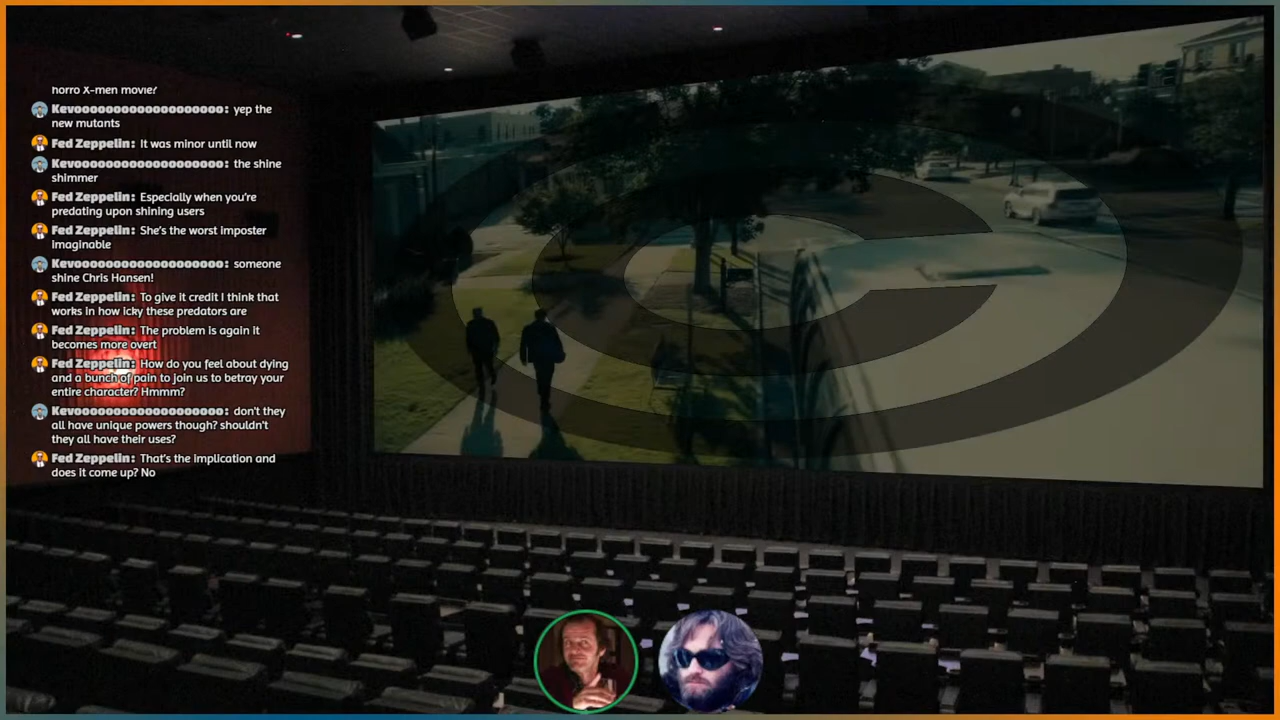 horro X-men movie?
Kevooooooooooooooooooo: yep the
new mutants
Fed Zeppelin: It was minor until now
Kevooooooooooooooooooo: the shine
shimmer
Fed Zeppelin: Especially when you're
predating upon shining users
Fed Zeppelin: She's the worst imposter
imaginable
Kevooooooooooooooooooo: someone
shine Chris Hansen!
Fed Zeppelin: To give it credit I think that
works in how icky these predators are
Fed Zeppelin: The problem is again it
becomes more overt
Fed Zeppelin: How do you feel about dying
and a bunch of pain to join us to betray your
entire character? Hmmm?
Kevooooooooooooooooooo: don't they
all have unique powers though? shouldn't
they all have their uses?
Fed Zeppelin: That's the implication and
does it come up? No